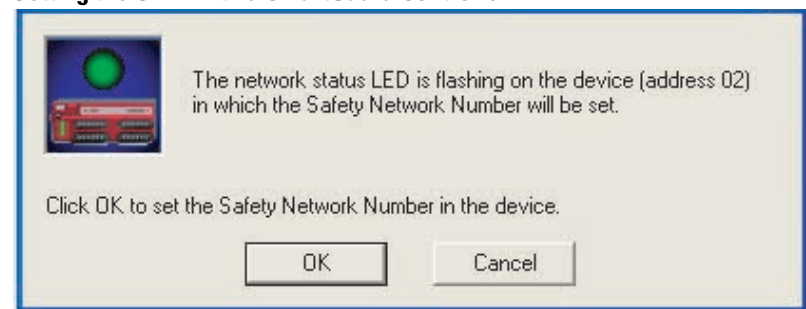 The network status LED is flashing on the device (address 02)
in which the Safety Network Number will be set.
Click OK to set the Safety Network Number in the device.
OK
Cancel